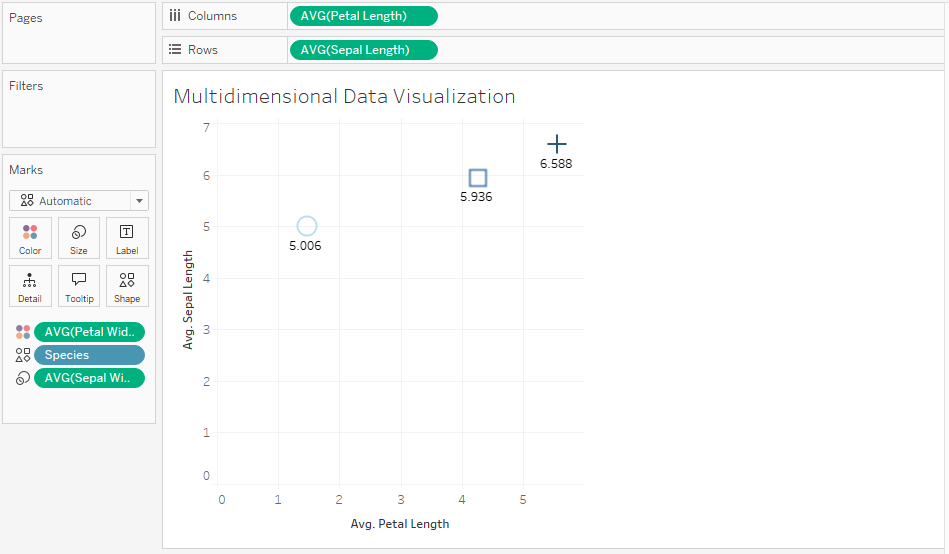 Pages
Columns
AVG(Petal Length)
Rows
AVG(Sepal Length)
Filters
Marks
Automatic
Color
Size
Label
Detail
Tooltip
Shape
AVG(Petal Wid..
Species
AVG(Sepal Wi..
Multidimensional Data Visualization
7
6
5
4
3
2
1
0
Avg. Sepal Length
6.588
5.936
5.006
0 1 2 3 4 5
Avg. Petal Length